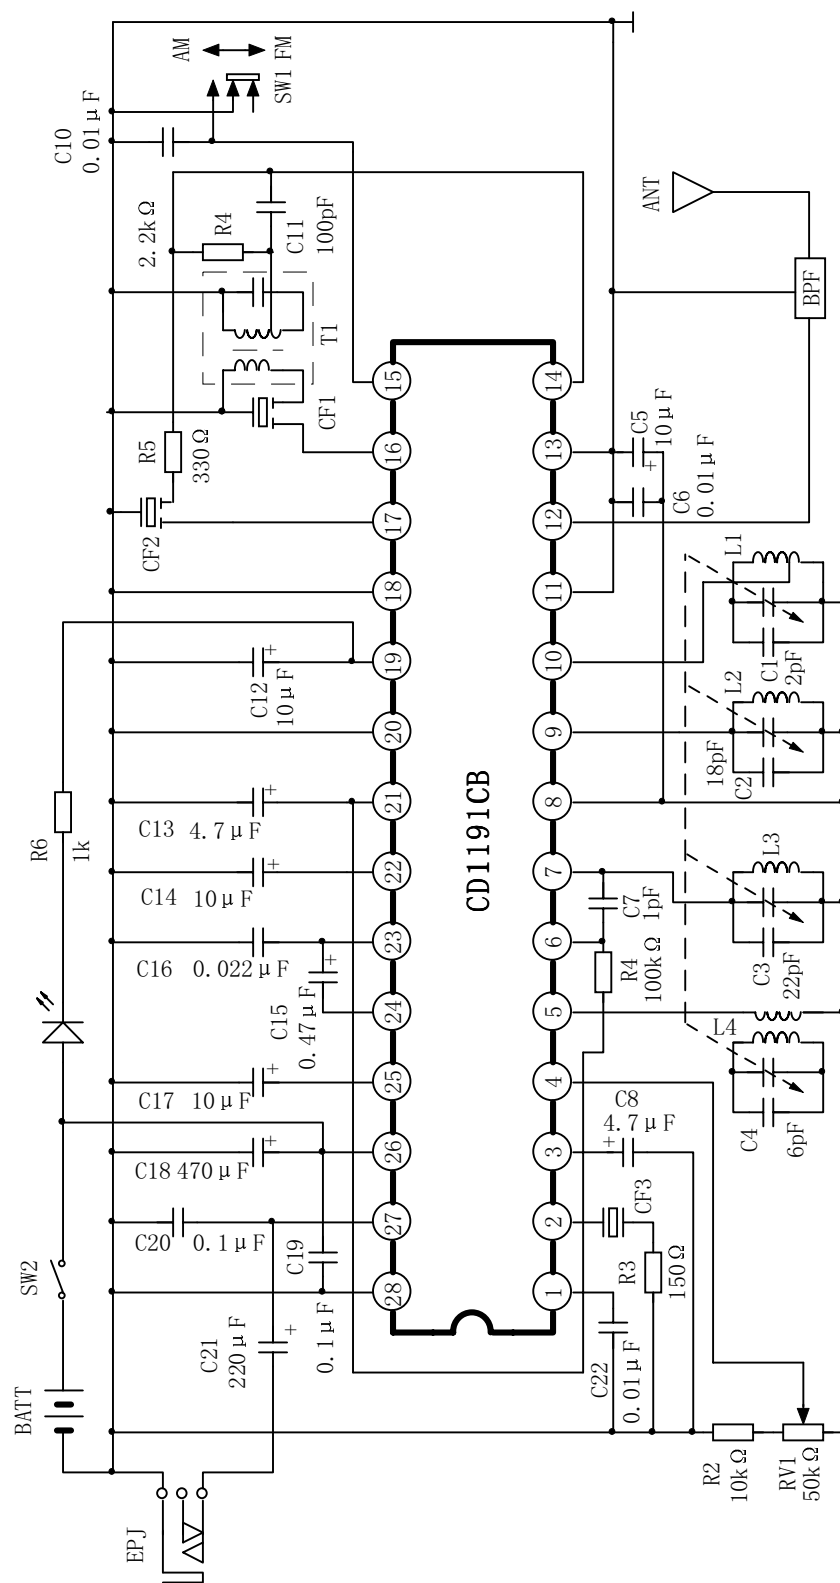 AM
SW1 FM
C10
0.01μF
2.2kΩ
R4
C11
100pF
ANT
BPF
T1
CF1
R5
330Ω
CF2
15
16
17
18
19
20
21
22
23
24
25
26
27
28
14
13
12
11
10
9
8
7
6
5
4
3
2
1
CD1191CB
C5
10μF
+
C6
0.01μF
L1
C1
2pF
L2
18pF
C2
L3
C3
22pF
L4
C4
6pF
C12
10μF
+
R6
1k
C13 4.7μF
+
C14 10μF
+
C16 0.022μF
C15
0.47μF
+
C17 10μF
+
C18 470μF
+
C20 0.1μF
C19
0.1μF
C21
220μF
+
SW2
BATT
EPJ
C7
1pF
R4
100kΩ
C8
4.7μF
+
CF3
R3
150Ω
C22
0.01μF
R2
10kΩ
RV1
50kΩ